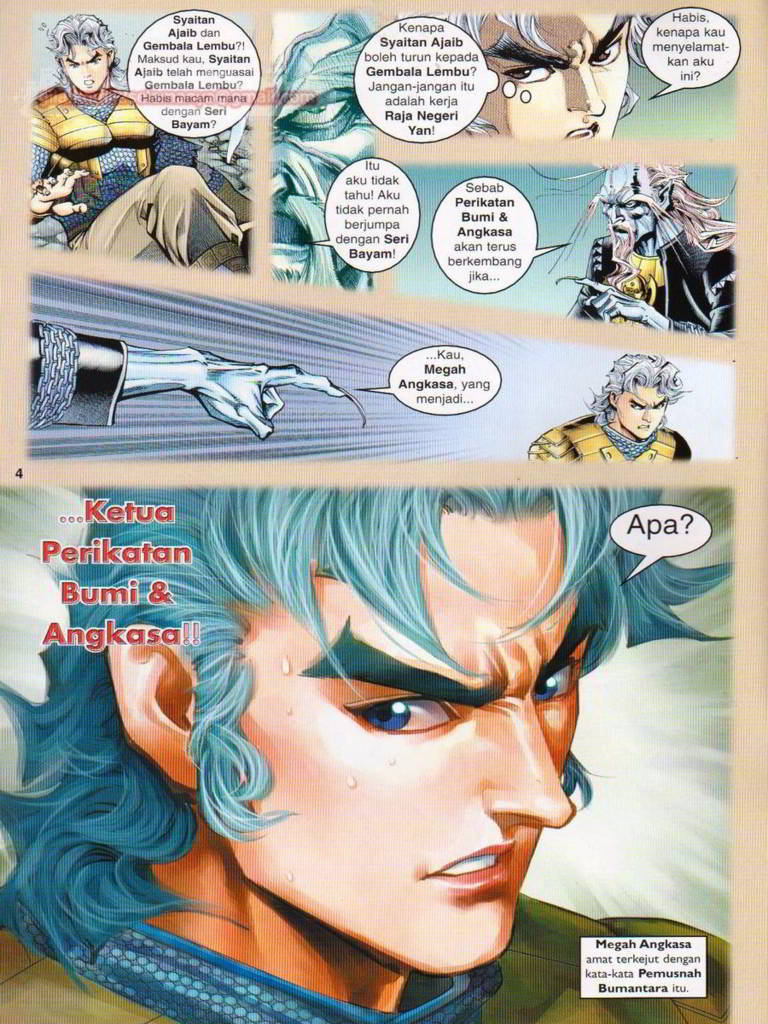 Syaitan
Ajaib dan
Gembala Lembu?!
Maksud kau, Syaitan
Ajaib telah menguasai
Gembala Lembu?
Habis macam mana
dengan Seri
Bayam?
Kenapa
Syaitan Ajaib
boleh turun kepada
Gembala Lembu?
Jangan-jangan itu
adalah kerja
Raja Negeri
Yan!
Habis,
kenapa kau
menyelamat-
kan aku
ini?
Itu
aku tidak
tahu! Aku
tidak pernah
berjumpa
dengan Seri
Bayam!
Sebab
Perikatan
Bumi &
Angkasa
akan terus
berkembang
jika...
...Kau,
Megah
Angkasa, yang
menjadi...
4
...Ketua
Perikatan
Bumi &
Angkasa!!
Apa?
Megah Angkasa
amat terkejut dengan
kata-kata Pemusnah
Bumantara itu.